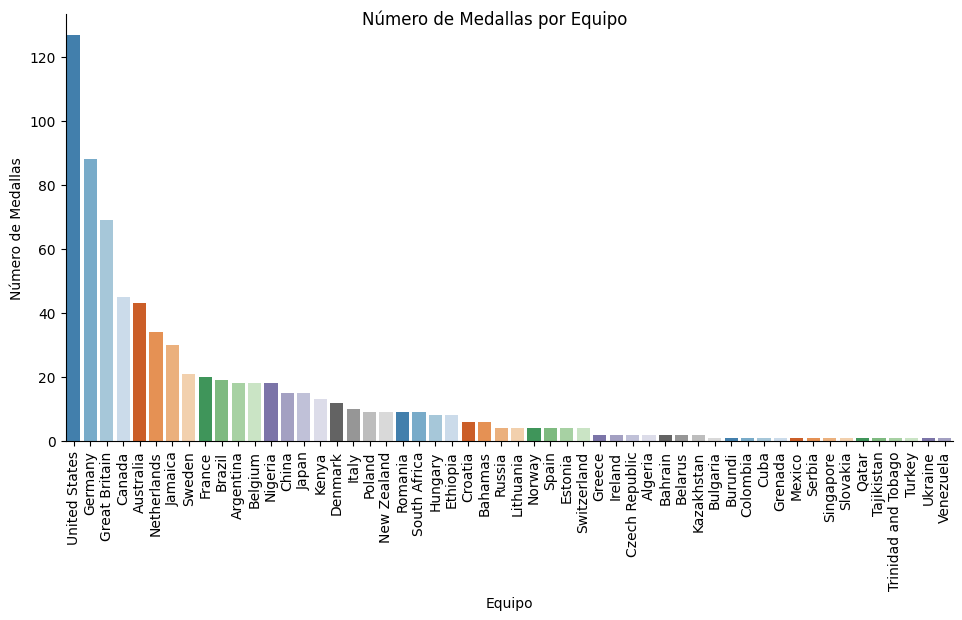 Número de Medallas por Equipo
Número de Medallas
120
100
80
60
40
20
0
United States
Germany
Great Britain
Canada
Australia
Netherlands
Jamaica
Sweden
France
Brazil
Argentina
Belgium
Nigeria
China
Japan
Kenya
Denmark
Italy
Poland
New Zealand
Romania
South Africa
Hungary
Ethiopia
Croatia
Bahamas
Russia
Lithuania
Norway
Spain
Estonia
Switzerland
Greece
Ireland
Czech Republic
Algeria
Bahrain
Belarus
Kazakhstan
Bulgaria
Burundi
Colombia
Cuba
Grenada
Mexico
Serbia
Singapore
Slovakia
Qatar
Tajikistan
Trinidad and Tobago
Turkey
Ukraine
Venezuela
Equipo